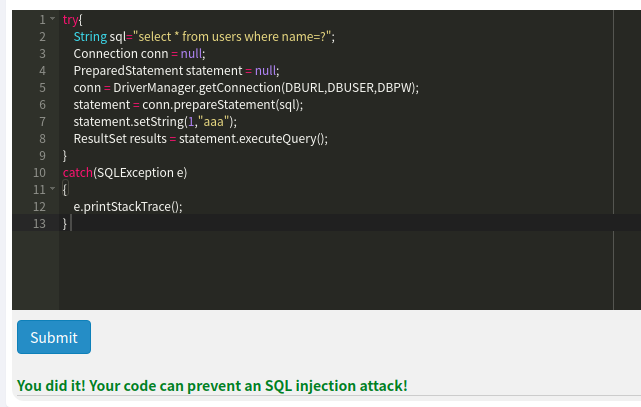 1 try{
2 String sql="select * from users where name=?";
3 Connection conn = null;
4 PreparedStatement statement = null;
5 conn = DriverManager.getConnection(DBURL,DBUSER,DBPW);
6 statement = conn.prepareStatement(sql);
7 statement.setString(1,"aaa");
8 ResultSet results = statement.executeQuery();
9 }
10 catch(SQLException e)
11 {
12 e.printStackTrace();
13 }
Submit
You did it! Your code can prevent an SQL injection attack!